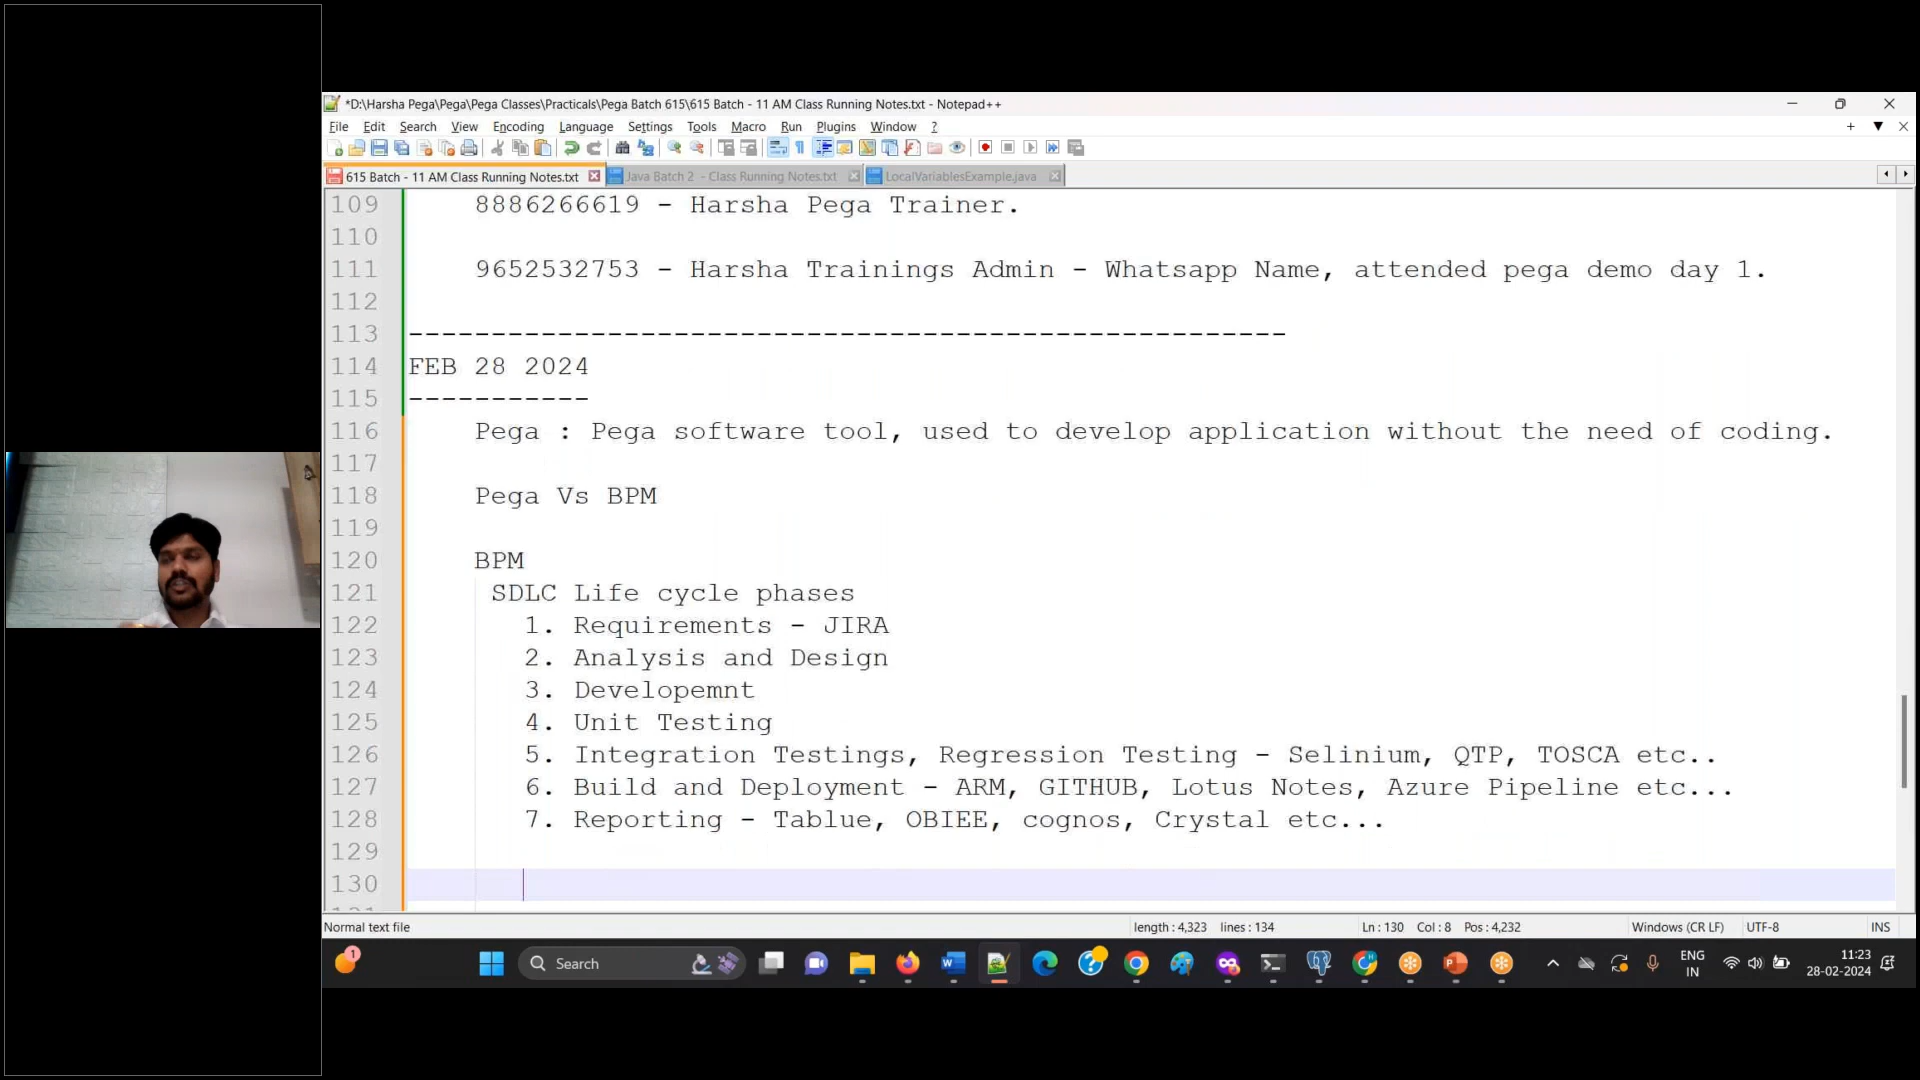 *D:\Harsha Pega\Pega\Pega Classes\Practicals\Pega Batch 615\615 Batch - 11 AM Class Running Notes.txt - Notepad++
File Edit Search View Encoding Language Settings Tools Macro Run Plugins Window ?
615 Batch - 11 AM Class Running Notes.txt Java Batch 2 - Class Running Notes.txt LocalVariablesExample.java
109 8886266619 - Harsha Pega Trainer.
110
111 9652532753 - Harsha Trainings Admin - Whatsapp Name, attended pega demo day 1.
112
113 -----------------------------------------------------
114 FEB 28 2024
115 -----------
116 Pega : Pega software tool, used to develop application without the need of coding.
117
118 Pega Vs BPM
119
120 BPM
121 SDLC Life cycle phases
122 1. Requirements - JIRA
123 2. Analysis and Design
124 3. Developemnt
125 4. Unit Testing
126 5. Integration Testings, Regression Testing - Selinium, QTP, TOSCA etc..
127 6. Build and Deployment - ARM, GITHUB, Lotus Notes, Azure Pipeline etc...
128 7. Reporting - Tablue, OBIEE, cognos, Crystal etc...
129
130
Normal text file length : 4,323 lines : 134 Ln : 130 Col : 8 Pos : 4,232 Windows (CR LF) UTF-8 INS
1 Search ENG IN 11:23 28-02-2024